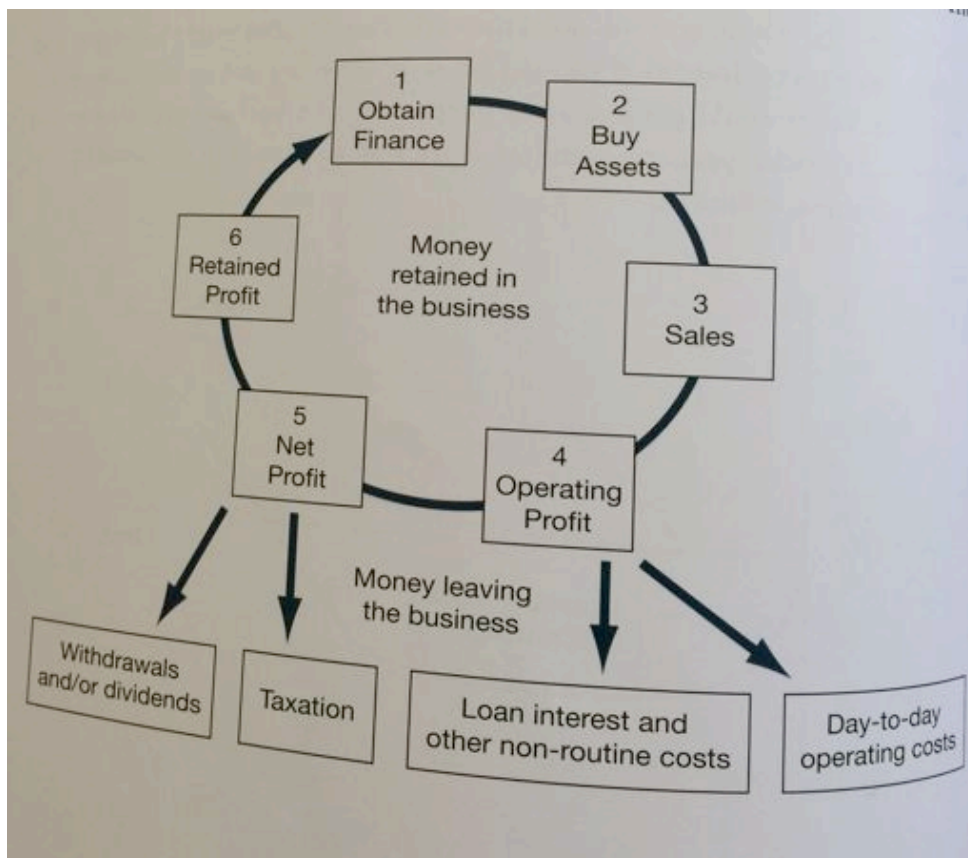 1
Obtain
Finance
2
Buy
Assets
3
Sales
4
Operating
Profit
5
Net
Profit
6
Retained
Profit
Money
retained in
the business
Money leaving
the business
Withdrawals
and/or dividends
Taxation
Loan interest and
other non-routine costs
Day-to-day
operating costs